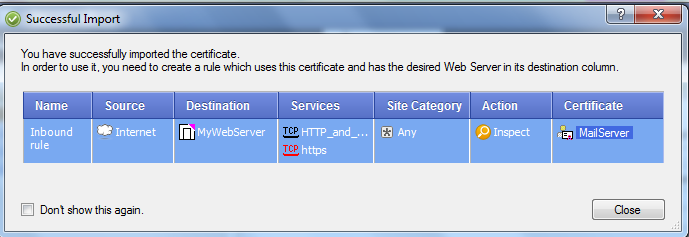 Successful Import
You have successfully imported the certificate.
In order to use it, you need to create a rule which uses this certificate and has the desired Web Server in its destination column.
Name Source Destination Services Site Category Action Certificate
Inbound rule Internet MyWebServer TCP HTTP_and_... Any Inspect MailServer
TCP https
Don't show this again.
Close